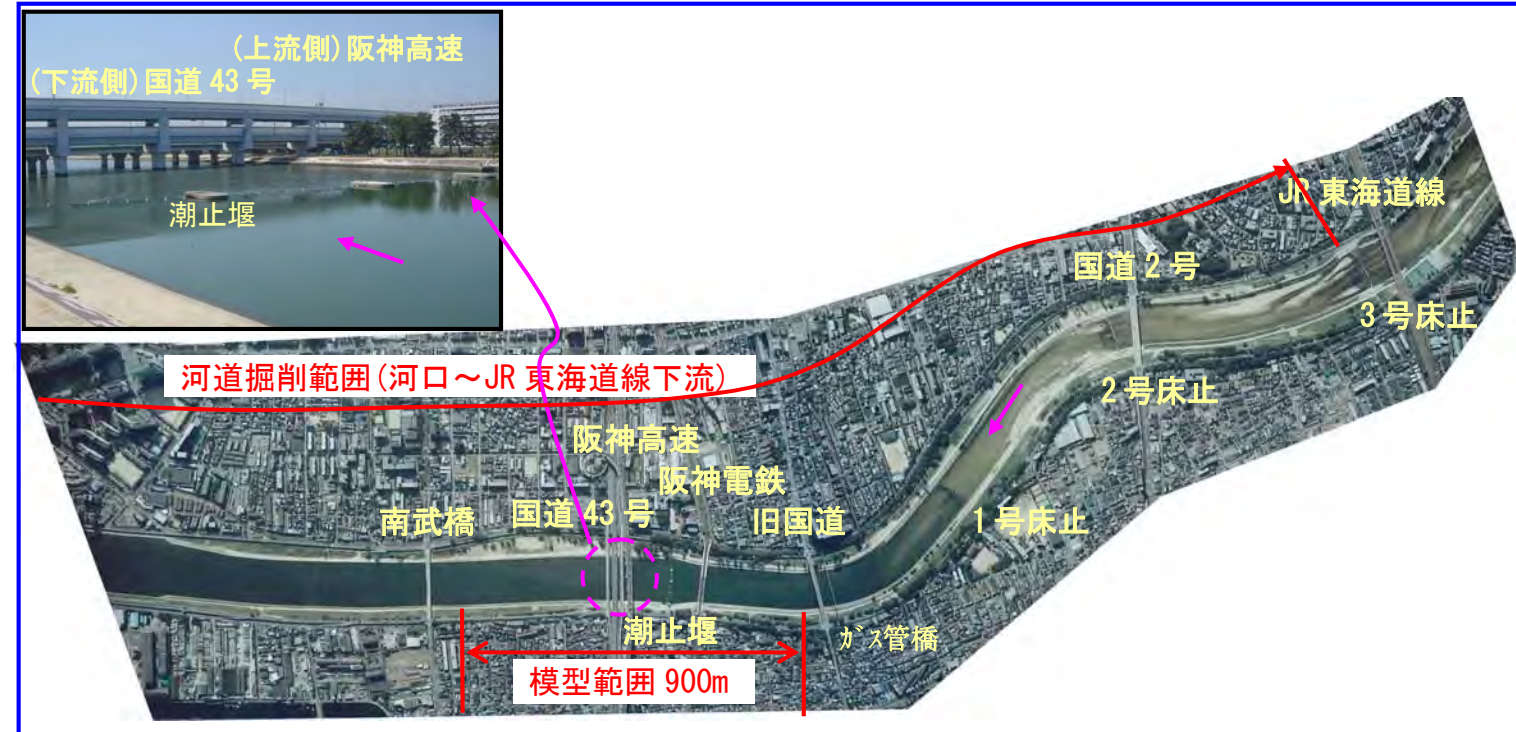 (上流側)阪神高速
(下流側)国道 43 号
潮止堰
JR 東海道線
国道 2 号
3 号床止
河道掘削範囲(河口～JR 東海道線下流)
2 号床止
阪神高速
阪神電鉄
南武橋
国道 43 号
旧国道
1 号床止
潮止堰
ガス管橋
模型範囲 900m